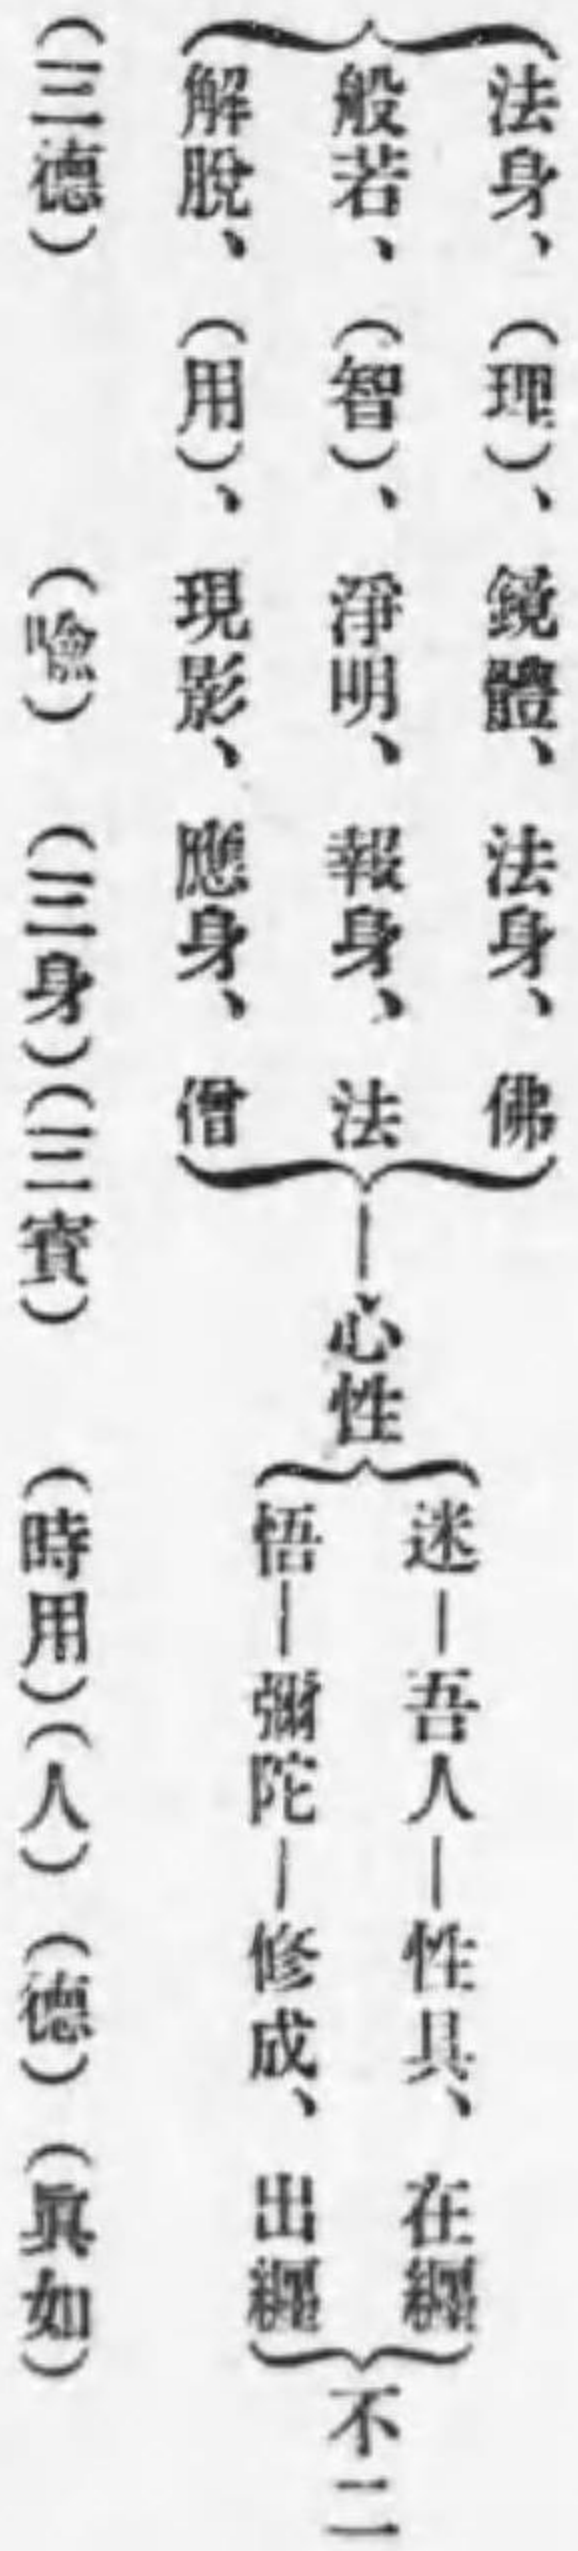 法身、(理)、鏡體、法身、佛
般若、(智)、淨明、報身、法
解脫、(用)、現影、應身、僧
—心性
迷—吾人—性具、在纏
悟—彌陀—修成、出纏
不二
(三德) (喩) (三身)(三寶) (時用)(人) (德) (眞如)